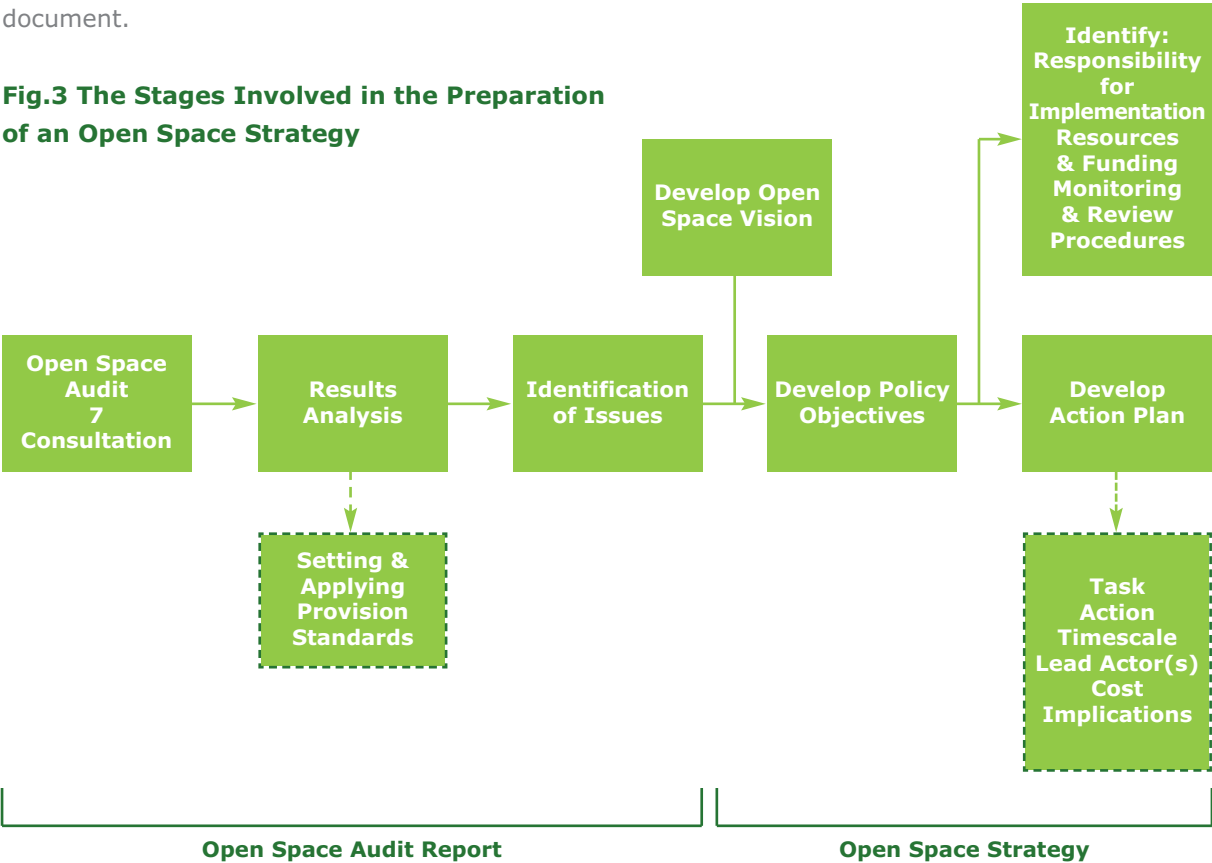 document.
Fig.3 The Stages Involved in the Preparation
of an Open Space Strategy
Identify:
Responsibility
for
Implementation
Resources
& Funding
Monitoring
& Review
Procedures
Develop Open
Space Vision
Open Space
Audit
7
Consultation
Results
Analysis
Identification
of Issues
Develop Policy
Objectives
Develop
Action Plan
Setting &
Applying
Provision
Standards
Task
Action
Timescale
Lead Actor(s)
Cost
Implications
Open Space Audit Report
Open Space Strategy